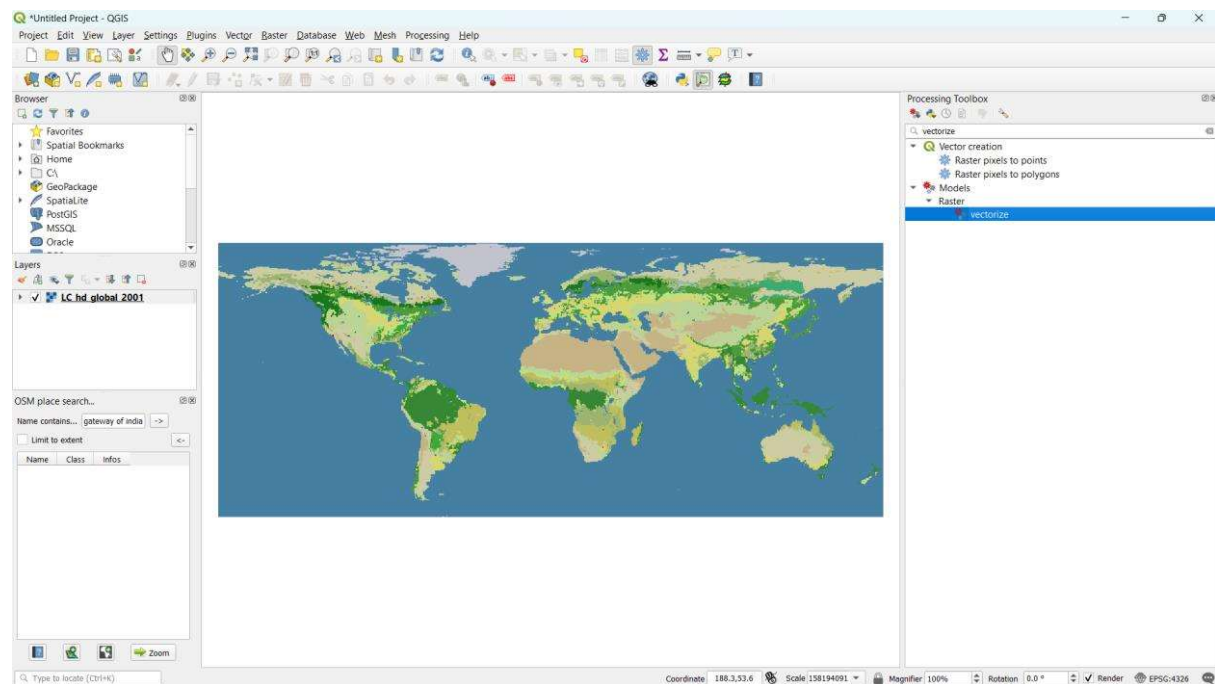 *Untitled Project - QGIS
Project Edit View Layer Settings Plugins Vector Raster Database Web Mesh Processing Help
Browser
Favorites
Spatial Bookmarks
Home
C:\
GeoPackage
SpatiaLite
PostGIS
MSSQL
Oracle
Layers
LC_hd_global_2001
OSM place search...
Name contains... gateway of india ->
Limit to extent <-
Name Class Infos
Zoom
Processing Toolbox
vectorize
Vector creation
Raster pixels to points
Raster pixels to polygons
Models
Raster
vectorize
Type to locate (Ctrl+K)
Coordinate 188.3,53.6 Scale 158194091 Magnifier 100% Rotation 0.0 ° Render EPSG:4326